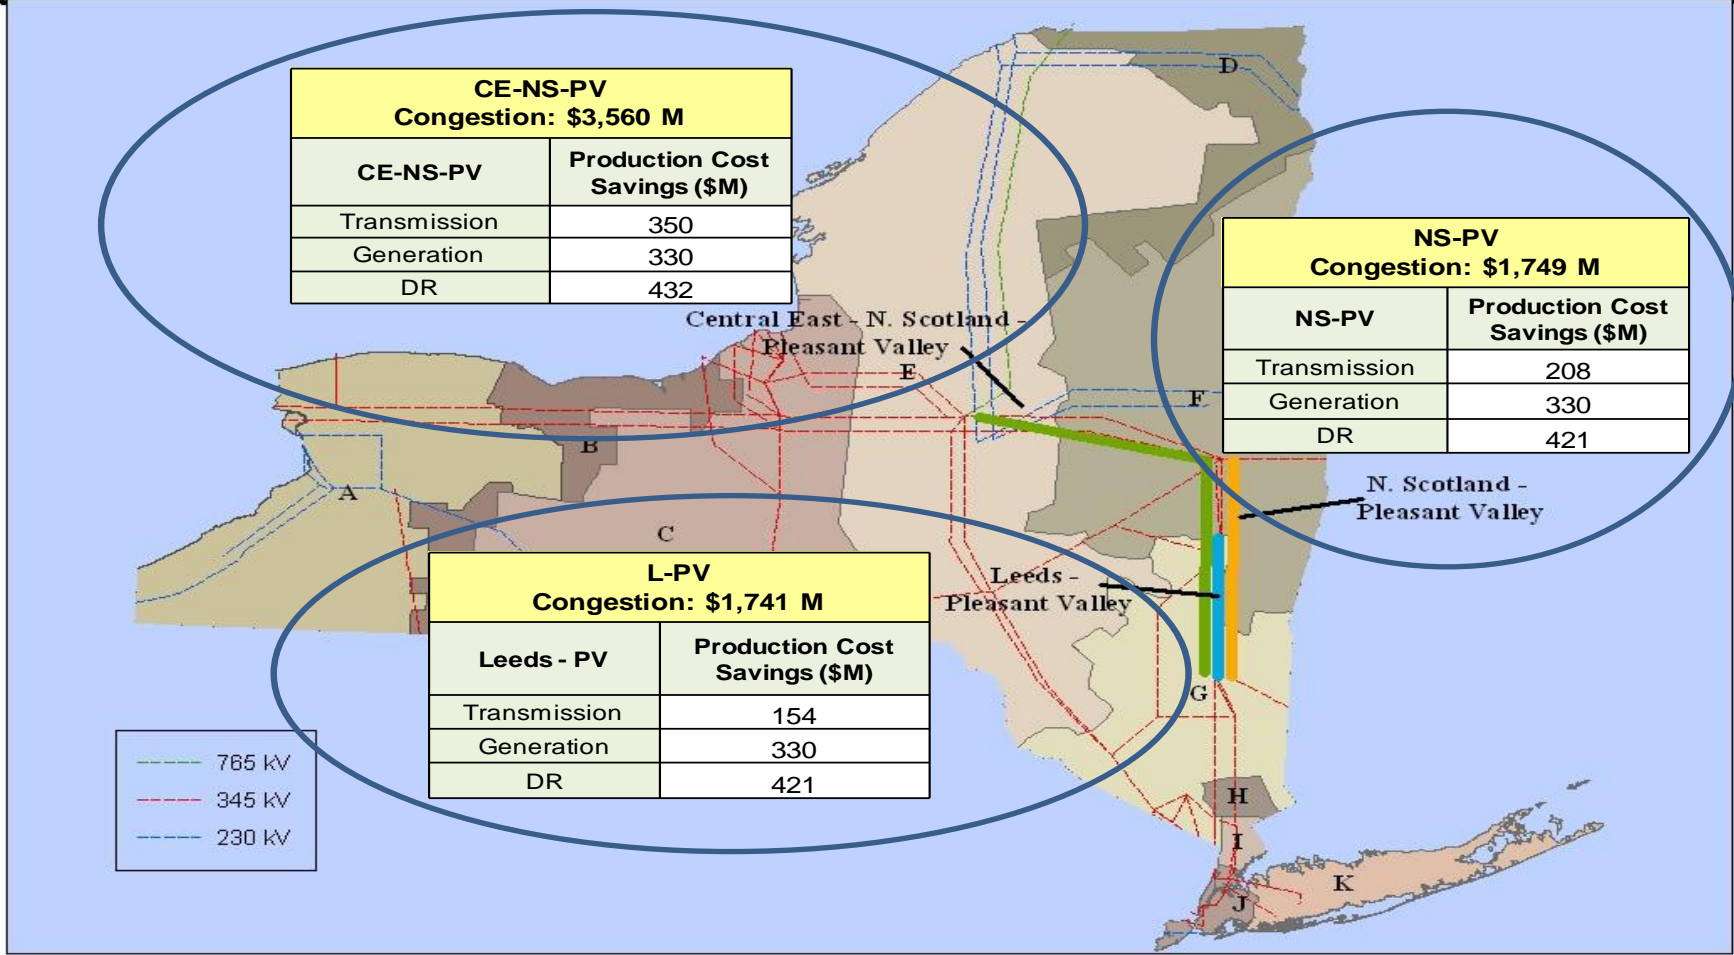 CE-NS-PV
Congestion: $3,560 M
CE-NS-PV
Production Cost
Savings ($M)
Transmission 350
Generation 330
DR 432
NS-PV
Congestion: $1,749 M
NS-PV
Production Cost
Savings ($M)
Transmission 208
Generation 330
DR 421
L-PV
Congestion: $1,741 M
Leeds - PV
Production Cost
Savings ($M)
Transmission 154
Generation 330
DR 421
Central East - N. Scotland -
Pleasant Valley
N. Scotland -
Pleasant Valley
Leeds -
Pleasant Valley
D
E
F
B
A
C
G
H
I
K
J
765 kV
345 kV
230 kV